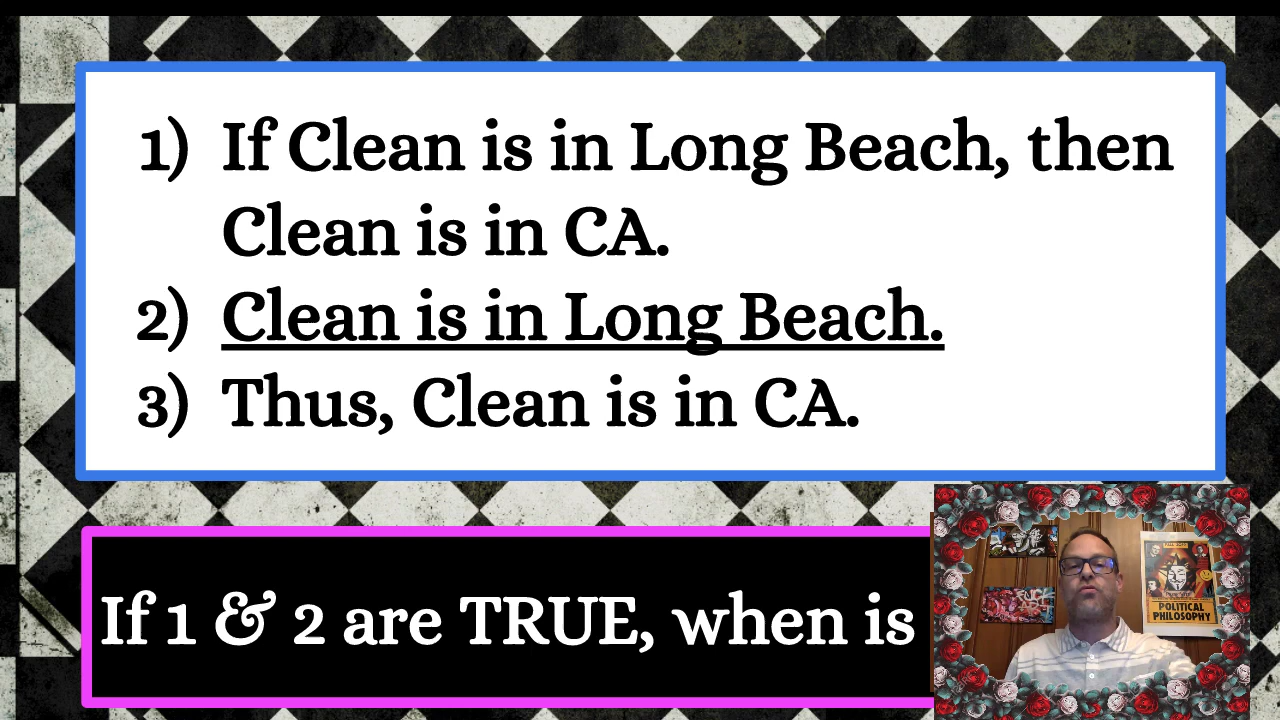 1) If Clean is in Long Beach, then
Clean is in CA.
2) Clean is in Long Beach.
3) Thus, Clean is in CA.
If 1 & 2 are TRUE, when is
POLITICAL
PHILOSOPHY